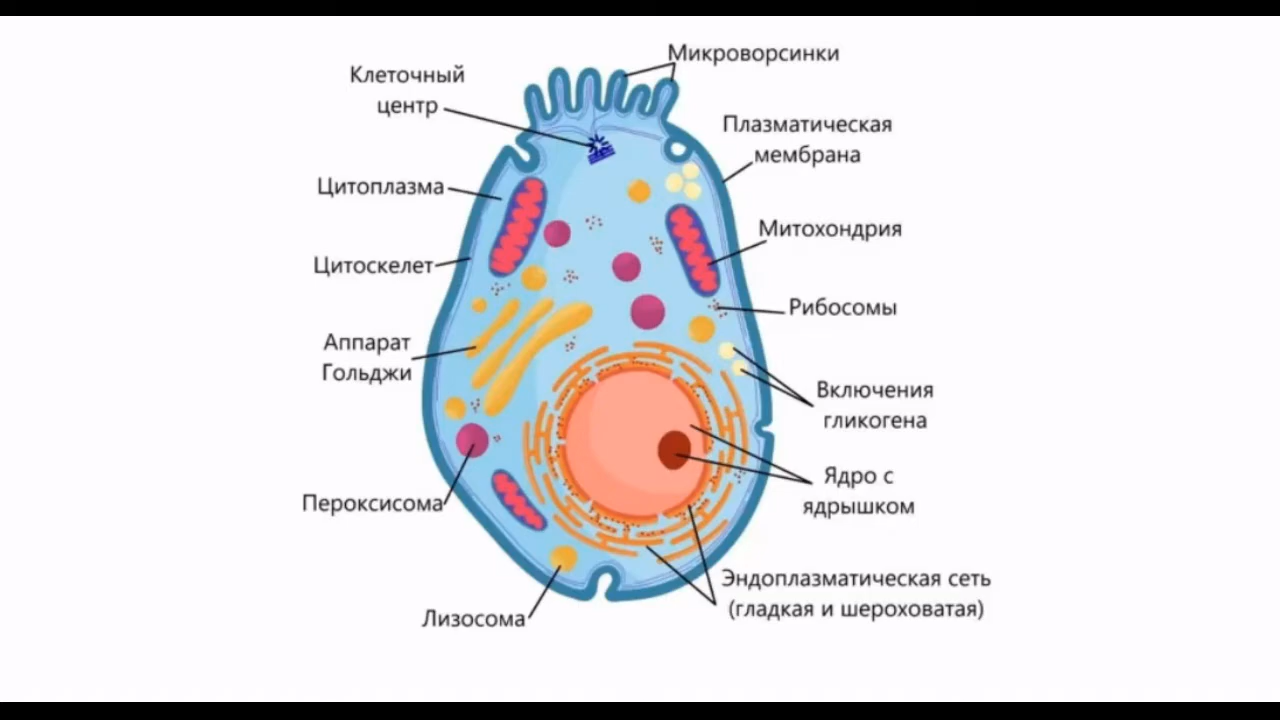 Микроворсинки
Клеточный
центр
Плазматическая
мембрана
Цитоплазма
Митохондрия
Цитоскелет
Рибосомы
Аппарат
Гольджи
Включения
гликогена
Ядро с
ядрышком
Пероксисома
Эндоплазматическая сеть
(гладкая и шероховатая)
Лизосома